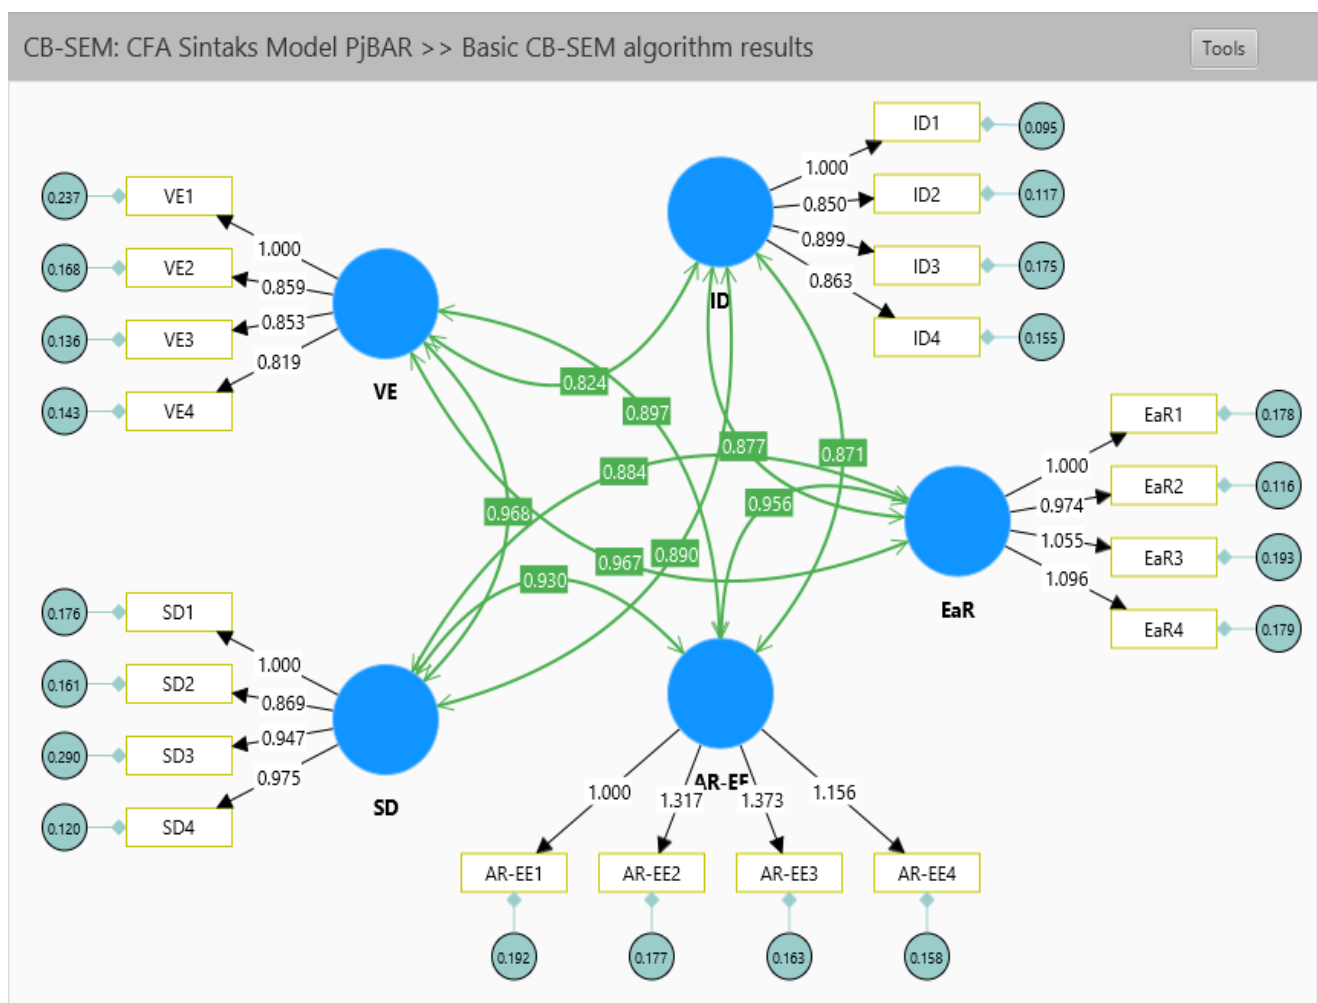 CB-SEM: CFA Sintaks Model PjBAR >> Basic CB-SEM algorithm results
Tools
ID1
0.095
1.000
ID2
0.117
0.850
ID3
0.175
0.899
ID4
0.155
0.863
ID
0.237
VE1
1.000
0.168
VE2
0.859
0.136
VE3
0.853
0.143
VE4
0.819
VE
0.824
0.897
0.877
0.871
0.884
0.956
0.968
0.967
0.890
0.930
EaR1
0.178
1.000
EaR2
0.116
0.974
EaR3
0.193
1.055
EaR4
0.179
1.096
EaR
0.176
SD1
1.000
0.161
SD2
0.869
0.290
SD3
0.947
0.120
SD4
0.975
SD
AR-EE
1.000
1.317
1.373
1.156
AR-EE1
AR-EE2
AR-EE3
AR-EE4
0.192
0.177
0.163
0.158